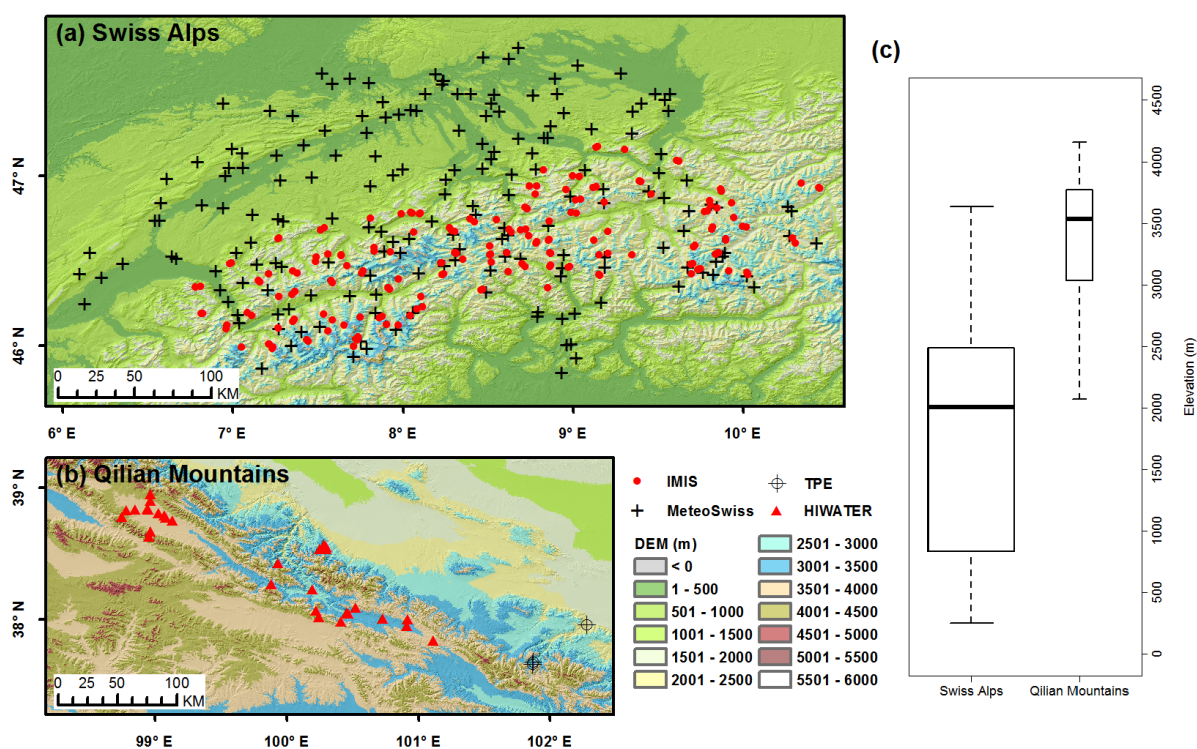 (a) Swiss Alps
47° N
46° N
0 25 50 100
KM
6° E 7° E 8° E 9° E 10° E
(b) Qilian Mountains
39° N
38° N
0 25 50 100
KM
99° E 100° E 101° E 102° E
IMIS TPE
MeteoSwiss HIWATER
DEM (m) 2501 - 3000
< 0 3001 - 3500
1 - 500 3501 - 4000
501 - 1000 4001 - 4500
1001 - 1500 4501 - 5000
1501 - 2000 5001 - 5500
2001 - 2500 5501 - 6000
(c)
4500
4000
3500
3000
2500
2000
1500
1000
500
0
Elevation (m)
Swiss Alps Qilian Mountains